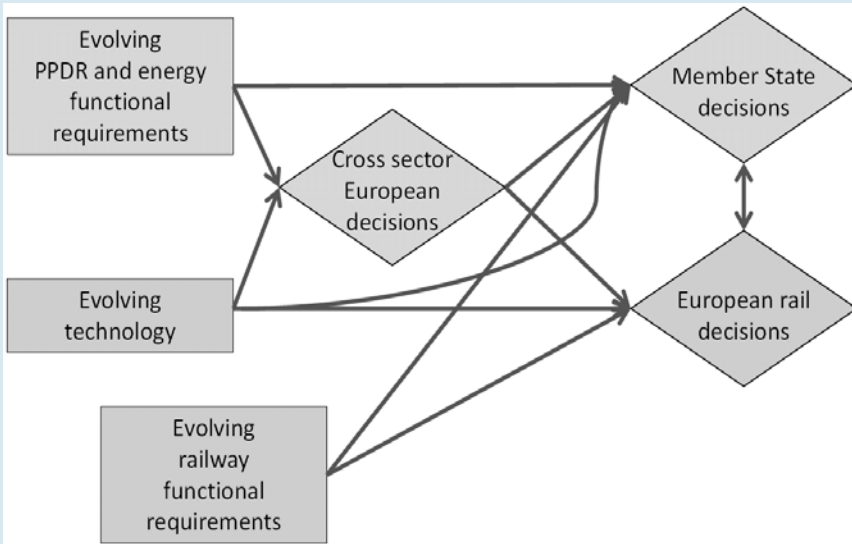 Evolving
PPDR and energy
functional
requirements
Member State
decisions
Cross sector
European
decisions
Evolving
technology
European rail
decisions
Evolving
railway
functional
requirements